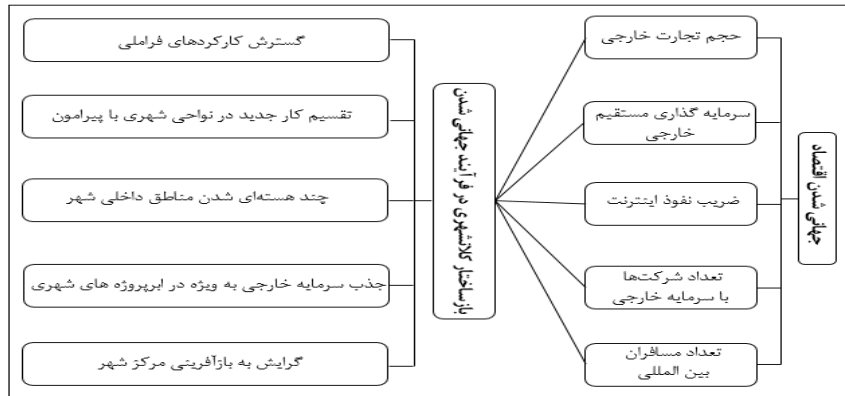 جهانی شدن اقتصاد
حجم تجارت خارجی
سرمایه گذاری مستقیم
خارجی
ضریب نفوذ اینترنت
تعداد شرکت‌ها
با سرمایه خارجی
تعداد مسافران
بین المللی
بازساختار کلانشهری در فرآیند جهانی شدن
گسترش کارکردهای فراملی
تقسیم کار جدید در نواحی شهری با پیرامون
چند هسته‌ای شدن مناطق داخلی شهر
جذب سرمایه خارجی به ویژه در ابرپروژه های شهری
گرایش به بازآفرینی مرکز شهر